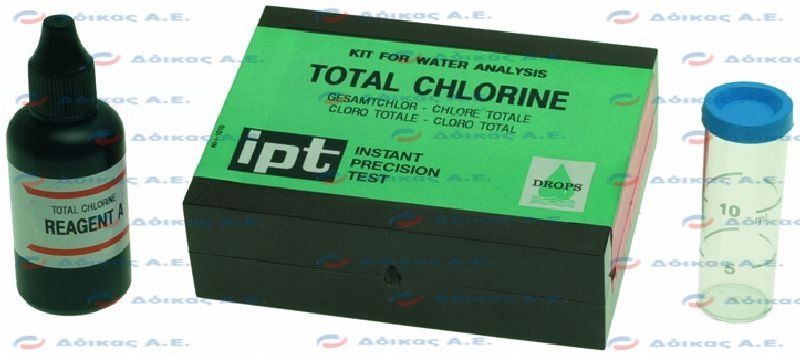 Δόικας Α.Ε.
KIT FOR WATER ANALYSIS
TOTAL CHLORINE
GESAMTCHLOR - CHLORE TOTALE
CLORO TOTALE - CLORO TOTAL
ipt INSTANT
PRECISION
TEST
DROPS
TOTAL CHLORINE
REAGENT A
10 ml
5